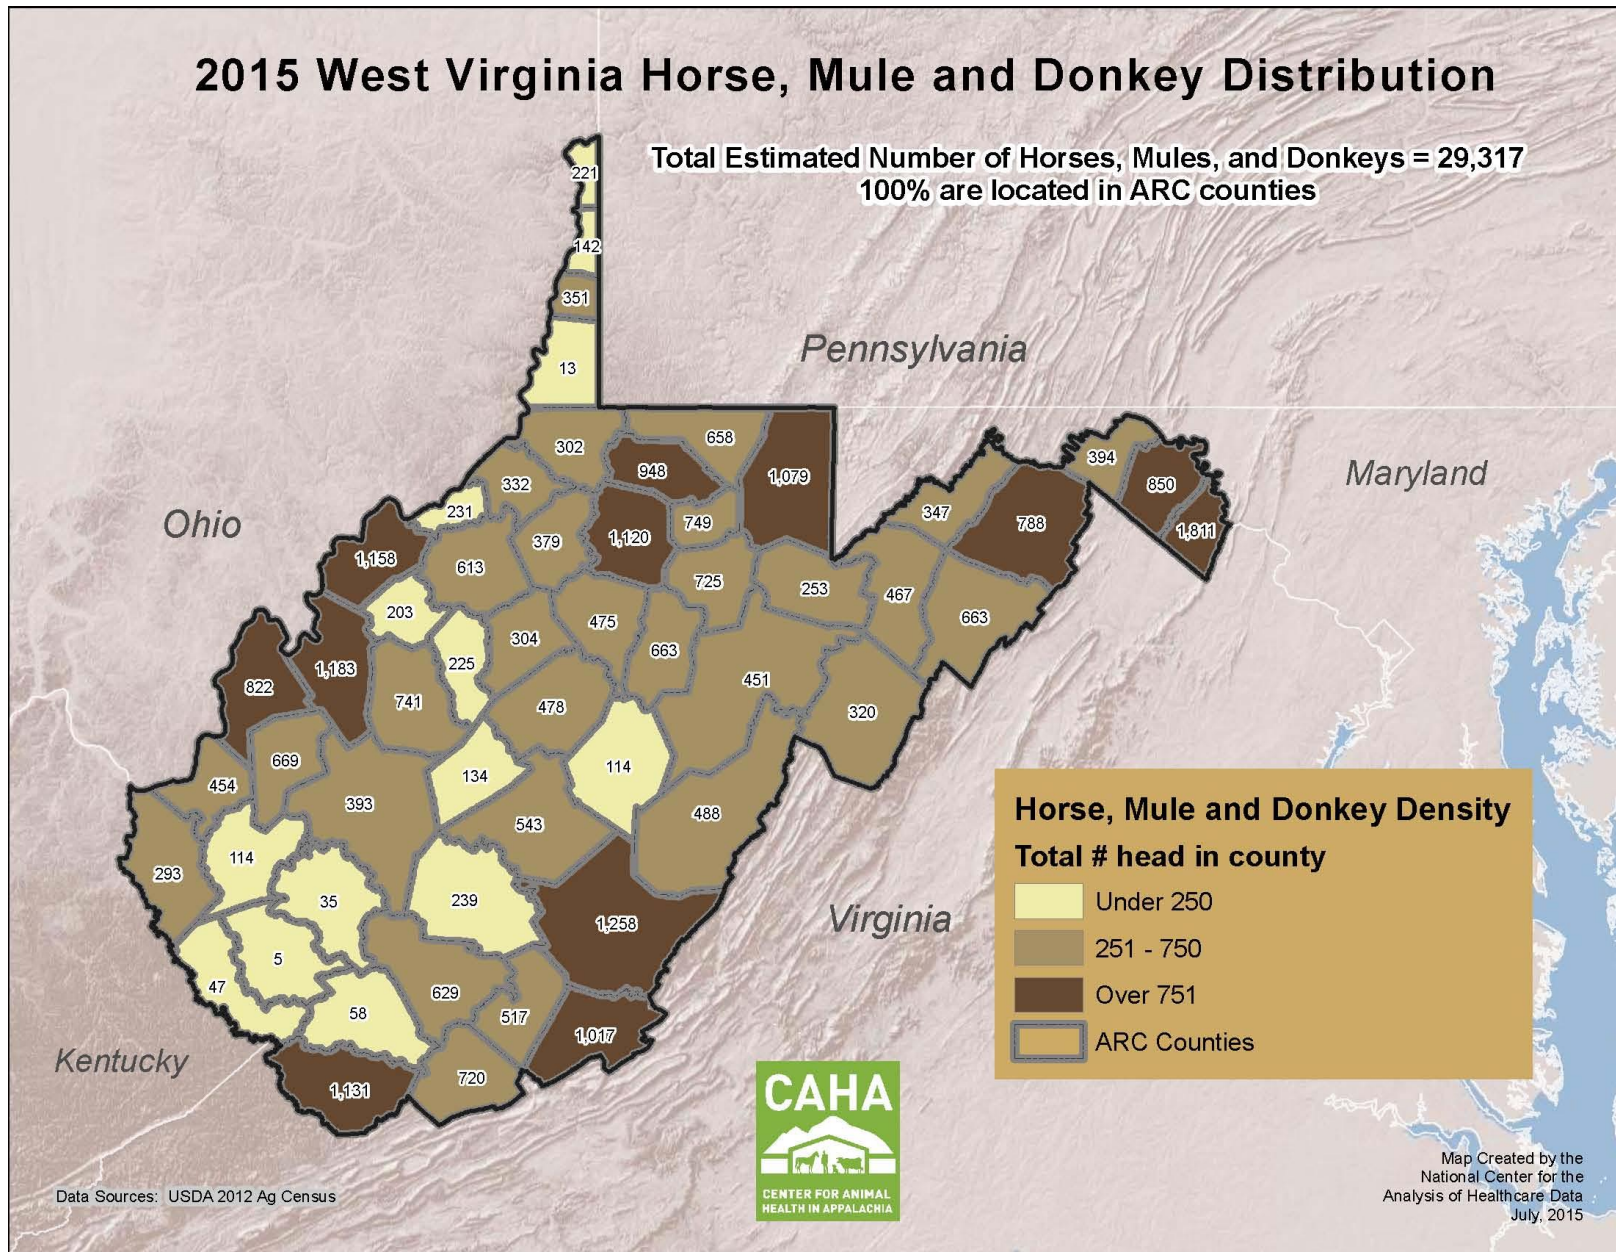 2015 West Virginia Horse, Mule and Donkey Distribution
Total Estimated Number of Horses, Mules, and Donkeys = 29,317
100% are located in ARC counties
221
142
351
13
Pennsylvania
302
658
948
1,079
394
850
1,811
Maryland
332
231
347
788
Ohio
1,158
613
379
1,120
749
725
253
467
663
203
304
475
663
225
1,183
822
741
478
451
320
669
454
393
134
114
543
488
293
114
35
239
1,258
Virginia
5
47
58
629
517
1,017
Kentucky
1,131
720
Horse, Mule and Donkey Density
Total # head in county
Under 250
251 - 750
Over 751
ARC Counties
CAHA
CENTER FOR ANIMAL
HEALTH IN APPALACHIA
Data Sources: USDA 2012 Ag Census
Map Created by the
National Center for the
Analysis of Healthcare Data
July, 2015